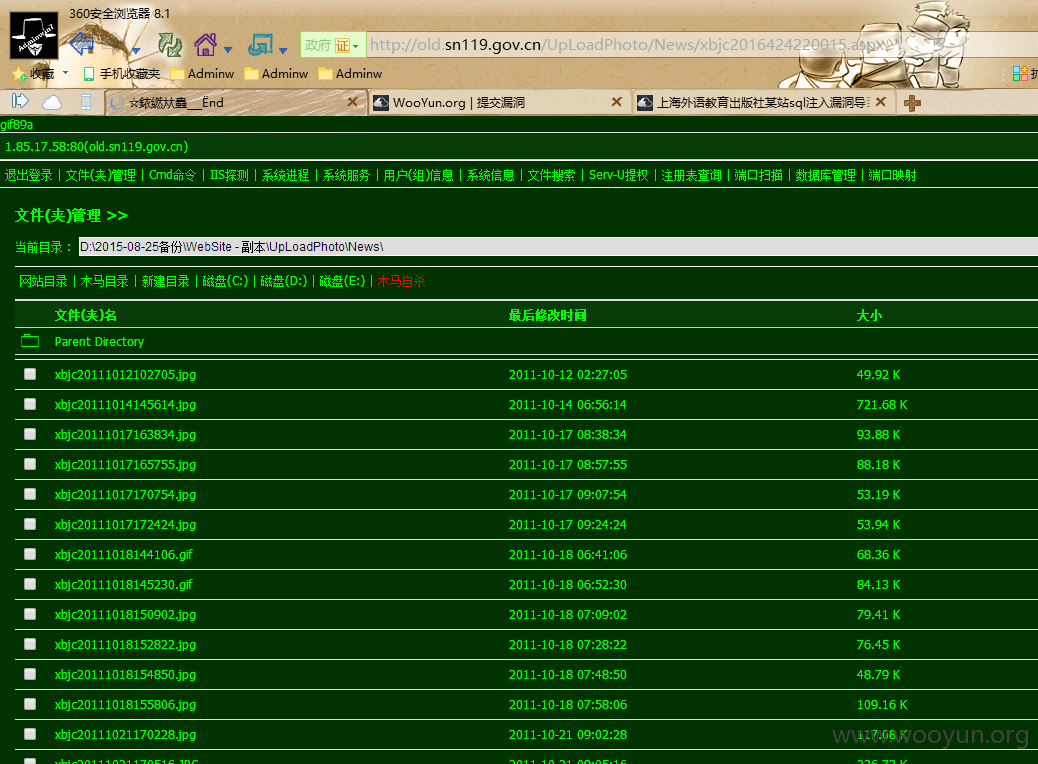 360安全浏览器 8.1
政府 证 http://old.sn119.gov.cn/UpLoadPhoto/News/xbjc2016424220015.aspx
收藏 手机收藏夹 Adminw Adminw Adminw
WooYun.org | 提交漏洞 上海外语教育出版社某站sql注入漏洞导
gif89a
1.85.17.58:80(old.sn119.gov.cn)
退出登录 | 文件(夹)管理 | Cmd命令 | IIS探测 | 系统进程 | 系统服务 | 用户(组)信息 | 系统信息 | 文件搜索 | Serv-U提权 | 注册表查询 | 端口扫描 | 数据库管理 | 端口映射
文件(夹)管理 >>
当前目录： D:\2015-08-25备份\WebSite - 副本\UpLoadPhoto\News\
网站目录 | 木马目录 | 新建目录 | 磁盘(C:) | 磁盘(D:) | 磁盘(E:) | 木马自杀
文件(夹)名 最后修改时间 大小
Parent Directory
xbjc20111012102705.jpg 2011-10-12 02:27:05 49.92 K
xbjc20111014145614.jpg 2011-10-14 06:56:14 721.68 K
xbjc20111017163834.jpg 2011-10-17 08:38:34 93.88 K
xbjc20111017165755.jpg 2011-10-17 08:57:55 88.18 K
xbjc20111017170754.jpg 2011-10-17 09:07:54 53.19 K
xbjc20111017172424.jpg 2011-10-17 09:24:24 53.94 K
xbjc20111018144106.gif 2011-10-18 06:41:06 68.36 K
xbjc20111018145230.gif 2011-10-18 06:52:30 84.13 K
xbjc20111018150902.jpg 2011-10-18 07:09:02 79.41 K
xbjc20111018152822.jpg 2011-10-18 07:28:22 76.45 K
xbjc20111018154850.jpg 2011-10-18 07:48:50 48.79 K
xbjc20111018155806.jpg 2011-10-18 07:58:06 109.16 K
xbjc20111021170228.jpg 2011-10-21 09:02:28 117.08 K
www.wooyun.org